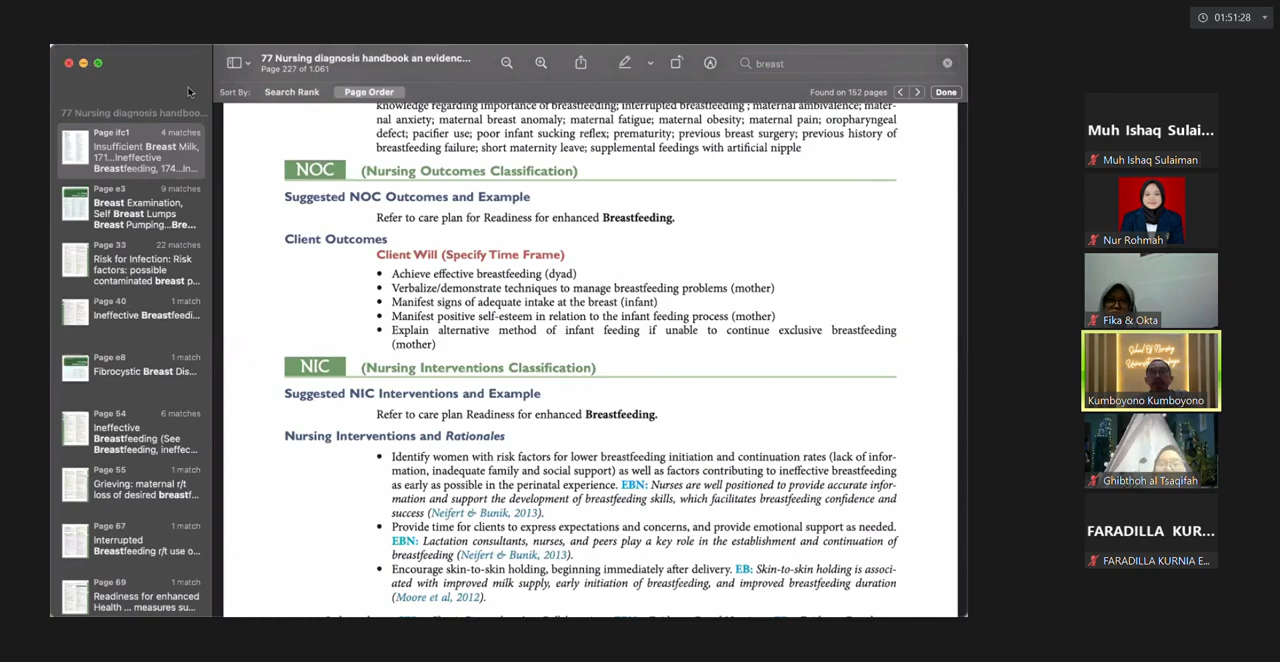 01:51:28
77 Nursing diagnosis handbook an evidenc...
Page 227 of 1.061
breast
Sort By:
Search Rank
Page Order
Found on 152 pages
Done
77 Nursing diagnosis handboo...
Page ifc1 4 matches
Insufficient Breast Milk,
171...Ineffective
Breastfeeding, 174...In...
Page e3 9 matches
Breast Examination,
Self Breast Lumps
Breast Pumping...Bre...
Page 33 22 matches
Risk for Infection: Risk
factors: possible
contaminated breast p...
Page 40 1 match
Ineffective Breastfeedi...
Page e8 1 match
Fibrocystic Breast Dis...
Page 54 6 matches
Ineffective
Breastfeeding (See
Breastfeeding, ineffec...
Page 55 1 match
Grieving: maternal r/t
loss of desired breastf...
Page 67 1 match
Interrupted
Breastfeeding r/t use o...
Page 69 1 match
Readiness for enhanced
Health ... measures su...
knowledge regarding importance of breastfeeding; interrupted breastfeeding ; maternal ambivalence; mater-
nal anxiety; maternal breast anomaly; maternal fatigue; maternal obesity; maternal pain; oropharyngeal
defect; pacifier use; poor infant sucking reflex; prematurity; previous breast surgery; previous history of
breastfeeding failure; short maternity leave; supplemental feedings with artificial nipple
NOC (Nursing Outcomes Classification)
Suggested NOC Outcomes and Example
Refer to care plan for Readiness for enhanced Breastfeeding.
Client Outcomes
Client Will (Specify Time Frame)
• Achieve effective breastfeeding (dyad)
• Verbalize/demonstrate techniques to manage breastfeeding problems (mother)
• Manifest signs of adequate intake at the breast (infant)
• Manifest positive self-esteem in relation to the infant feeding process (mother)
• Explain alternative method of infant feeding if unable to continue exclusive breastfeeding
(mother)
NIC (Nursing Interventions Classification)
Suggested NIC Interventions and Example
Refer to care plan Readiness for enhanced Breastfeeding.
Nursing Interventions and Rationales
• Identify women with risk factors for lower breastfeeding initiation and continuation rates (lack of infor-
mation, inadequate family and social support) as well as factors contributing to ineffective breastfeeding
as early as possible in the perinatal experience. EBN: Nurses are well positioned to provide accurate infor-
mation and support the development of breastfeeding skills, which facilitates breastfeeding confidence and
success (Neifert & Bunik, 2013).
• Provide time for clients to express expectations and concerns, and provide emotional support as needed.
EBN: Lactation consultants, nurses, and peers play a key role in the establishment and continuation of
breastfeeding (Neifert & Bunik, 2013).
• Encourage skin-to-skin holding, beginning immediately after delivery. EB: Skin-to-skin holding is associ-
ated with improved milk supply, early initiation of breastfeeding, and improved breastfeeding duration
(Moore et al, 2012).
Muh Ishaq Sulai...
Muh Ishaq Sulaiman
Nur Rohmah
Fika & Okta
School Of Nursing
Kumboyono Kumboyono
Ghibthoh al Tsaqifah
FARADILLA KUR...
FARADILLA KURNIA E...